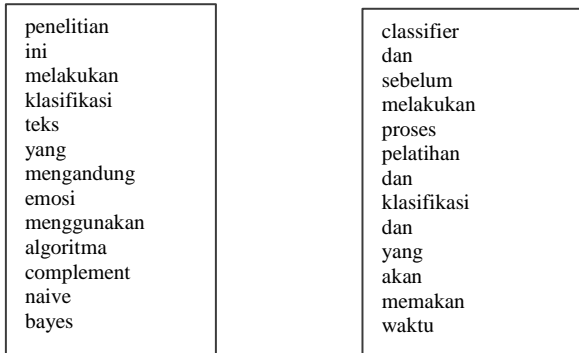 penelitian
ini
melakukan
klasifikasi
teks
yang
mengandung
emosi
menggunakan
algoritma
complement
naive
bayes
classifier
dan
sebelum
melakukan
proses
pelatihan
dan
klasifikasi
dan
yang
akan
memakan
waktu